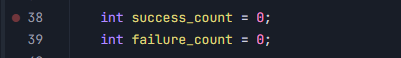 38 int success_count = 0;
39 int failure_count = 0;